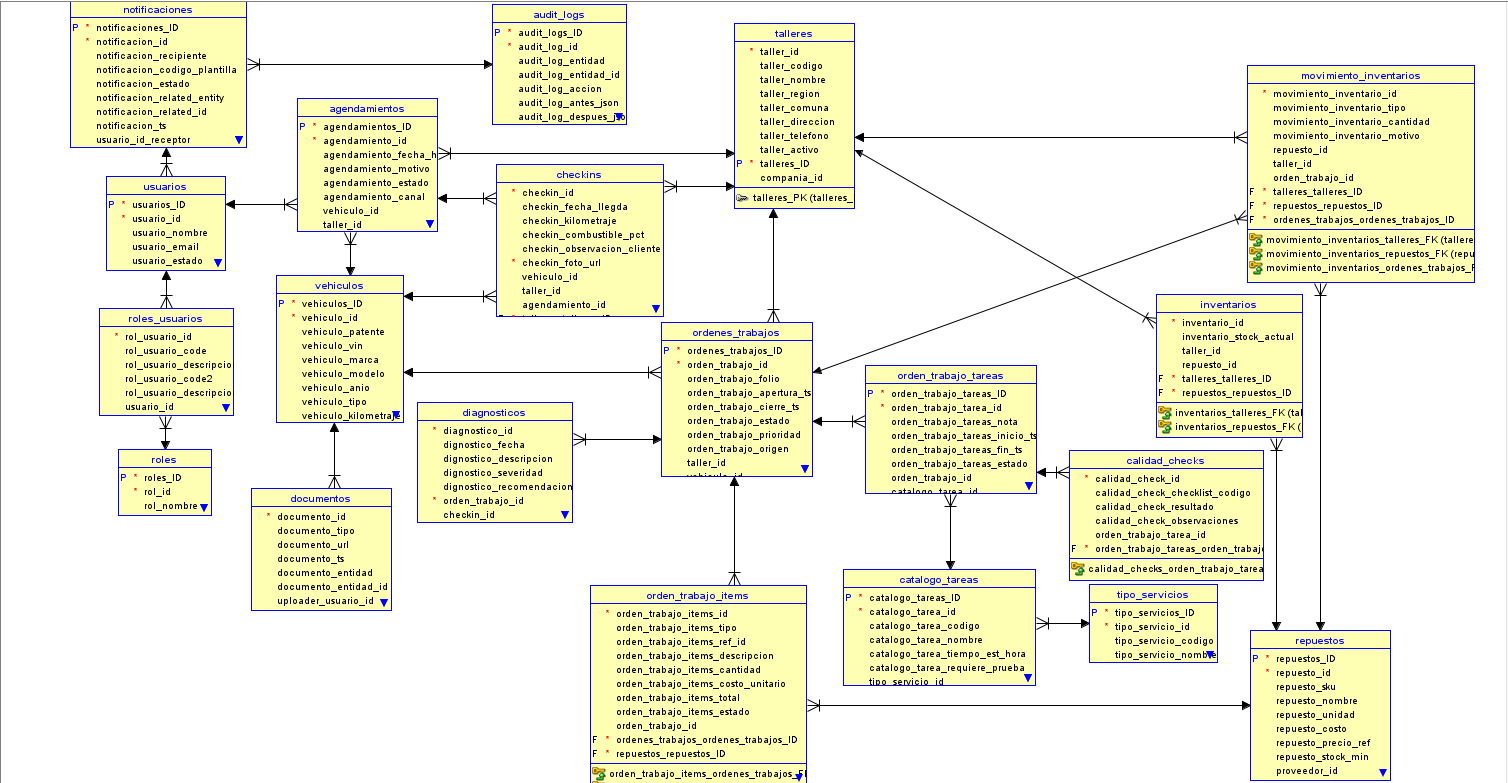 notificaciones
P * notificaciones_ID
* notificacion_id
notificacion_recipiente
notificacion_codigo_plantilla
notificacion_estado
notificacion_related_entity
notificacion_related_id
notificacion_ts
usuario_id_receptor
audit_logs
P * audit_logs_ID
* audit_log_id
audit_log_entidad
audit_log_entidad_id
audit_log_accion
audit_log_antes_json
talleres
* taller_id
taller_codigo
taller_nombre
taller_region
taller_comuna
taller_direccion
taller_telefono
taller_activo
P * talleres_ID
compania_id
talleres_PK (talleres_
movimiento_inventarios
* movimiento_inventario_id
movimiento_inventario_tipo
movimiento_inventario_cantidad
movimiento_inventario_motivo
repuesto_id
taller_id
orden_trabajo_id
F * talleres_talleres_ID
F * repuestos_repuestos_ID
F * ordenes_trabajos_ordenes_trabajos_ID
movimiento_inventarios_talleres_FK (tallere
movimiento_inventarios_repuestos_FK (repu
movimiento_inventarios_ordenes_trabajos_F
agendamientos
P * agendamientos_ID
* agendamiento_id
agendamiento_fecha_h
agendamiento_motivo
agendamiento_estado
agendamiento_canal
vehiculo_id
taller_id
checkins
* checkin_id
checkin_fecha_llegda
checkin_kilometraje
checkin_combustible_pct
checkin_observacion_cliente
* checkin_foto_url
vehiculo_id
taller_id
agendamiento_id
usuarios
P * usuarios_ID
* usuario_id
usuario_nombre
usuario_email
usuario_estado
vehiculos
P * vehiculos_ID
* vehiculo_id
vehiculo_patente
vehiculo_vin
vehiculo_marca
vehiculo_modelo
vehiculo_anio
vehiculo_tipo
vehiculo_kilometraje
inventarios
* inventario_id
inventario_stock_actual
taller_id
repuesto_id
F * talleres_talleres_ID
F * repuestos_repuestos_ID
inventarios_talleres_FK (tal
inventarios_repuestos_FK (
roles_usuarios
* rol_usuario_id
rol_usuario_code
rol_usuario_descripcio
rol_usuario_code2
rol_usuario_descripcio
usuario_id
ordenes_trabajos
P * ordenes_trabajos_ID
* orden_trabajo_id
orden_trabajo_folio
orden_trabajo_apertura_ts
orden_trabajo_cierre_ts
orden_trabajo_estado
orden_trabajo_prioridad
orden_trabajo_origen
taller_id
orden_trabajo_tareas
P * orden_trabajo_tareas_ID
* orden_trabajo_tarea_id
orden_trabajo_tareas_nota
orden_trabajo_tareas_inicio_ts
orden_trabajo_tareas_fin_ts
orden_trabajo_tareas_estado
orden_trabajo_id
catalogo_tarea_id
diagnosticos
* diagnostico_id
dignostico_fecha
dignostico_descripcion
dignostico_severidad
dignostico_recomendacion
* orden_trabajo_id
checkin_id
roles
P * roles_ID
* rol_id
rol_nombre
calidad_checks
* calidad_check_id
calidad_check_checklist_codigo
calidad_check_resultado
calidad_check_observaciones
orden_trabajo_tarea_id
F * orden_trabajo_tareas_orden_trabaj
calidad_checks_orden_trabajo_tarea
documentos
* documento_id
documento_tipo
documento_url
documento_ts
documento_entidad
documento_entidad_id
uploader_usuario_id
catalogo_tareas
P * catalogo_tareas_ID
* catalogo_tarea_id
catalogo_tarea_codigo
catalogo_tarea_nombre
catalogo_tarea_tiempo_est_hora
catalogo_tarea_requiere_prueba
tipo_servicio_id
tipo_servicios
P * tipo_servicios_ID
* tipo_servicio_id
tipo_servicio_codigo
tipo_servicio_nombre
orden_trabajo_items
* orden_trabajo_items_id
orden_trabajo_items_tipo
orden_trabajo_items_ref_id
orden_trabajo_items_descripcion
orden_trabajo_items_cantidad
orden_trabajo_items_costo_unitario
orden_trabajo_items_total
orden_trabajo_items_estado
orden_trabajo_id
F * ordenes_trabajos_ordenes_trabajos_ID
F * repuestos_repuestos_ID
orden_trabajo_items_ordenes_trabajos_F
repuestos
P * repuestos_ID
* repuesto_id
repuesto_sku
repuesto_nombre
repuesto_unidad
repuesto_costo
repuesto_precio_ref
repuesto_stock_min
proveedor_id